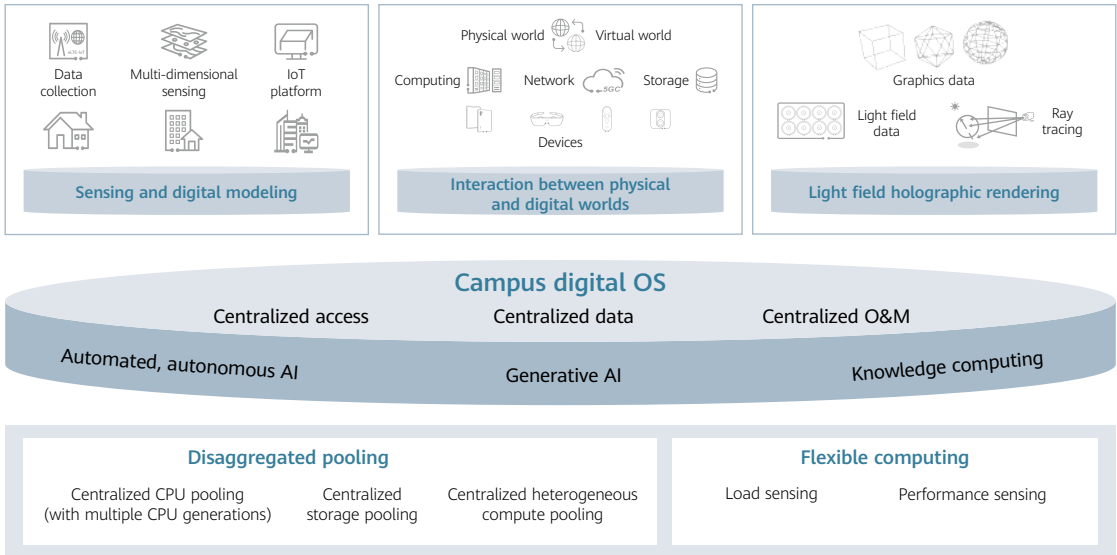 Data
collection
Multi-dimensional
sensing
IoT
platform
Sensing and digital modeling
Physical world
Virtual world
Computing
Network
5GC
Storage
Devices
Interaction between physical
and digital worlds
Graphics data
Light field
data
Ray
tracing
Light field holographic rendering
Campus digital OS
Centralized access
Centralized data
Centralized O&M
Automated, autonomous AI
Generative AI
Knowledge computing
Disaggregated pooling
Centralized CPU pooling
(with multiple CPU generations)
Centralized
storage pooling
Centralized heterogeneous
compute pooling
Flexible computing
Load sensing
Performance sensing